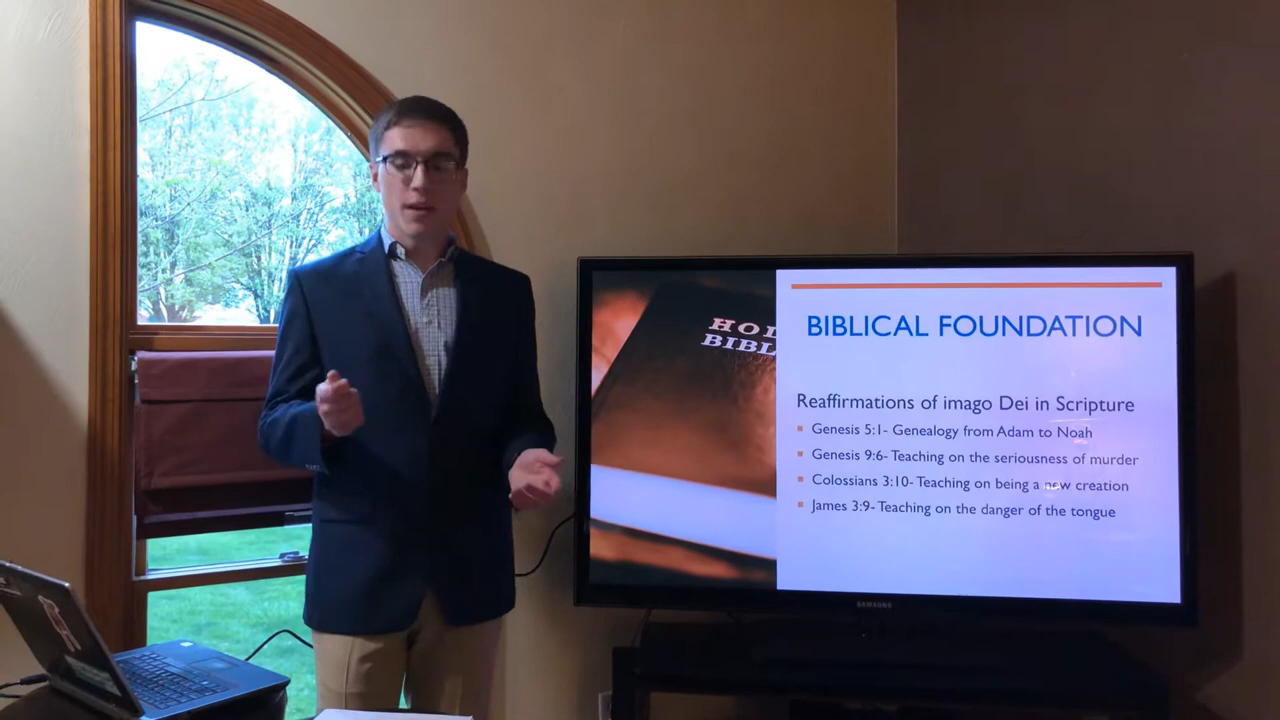 HOL
BIBL
BIBLICAL FOUNDATION
Reaffirmations of imago Dei in Scripture
▪ Genesis 5:1- Genealogy from Adam to Noah
▪ Genesis 9:6- Teaching on the seriousness of murder
▪ Colossians 3:10- Teaching on being a new creation
▪ James 3:9- Teaching on the danger of the tongue
SAMSUNG